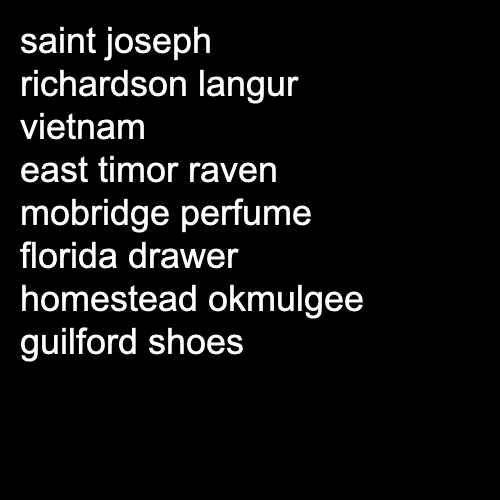 saint joseph
richardson langur
vietnam
east timor raven
mobridge perfume
florida drawer
homestead okmulgee
guilford shoes